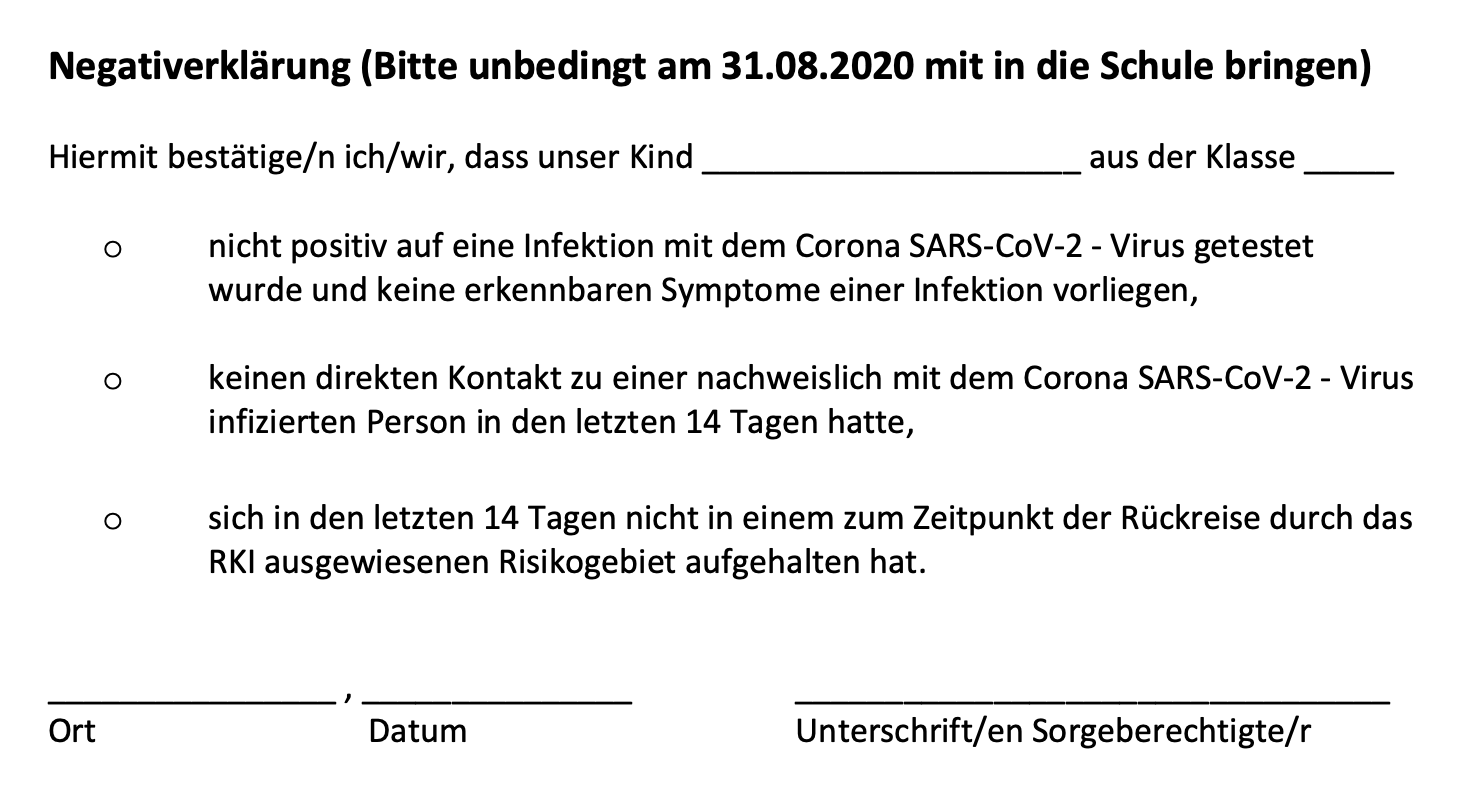 Negativerklärung (Bitte unbedingt am 31.08.2020 mit in die Schule bringen)
Hiermit bestätige/n ich/wir, dass unser Kind _____________________ aus der Klasse _____
o nicht positiv auf eine Infektion mit dem Corona SARS-CoV-2 - Virus getestet
wurde und keine erkennbaren Symptome einer Infektion vorliegen,
o keinen direkten Kontakt zu einer nachweislich mit dem Corona SARS-CoV-2 - Virus
infizierten Person in den letzten 14 Tagen hatte,
o sich in den letzten 14 Tagen nicht in einem zum Zeitpunkt der Rückreise durch das
RKI ausgewiesenen Risikogebiet aufgehalten hat.
________________ , _______________ _________________________________
Ort Datum Unterschrift/en Sorgeberechtigte/r